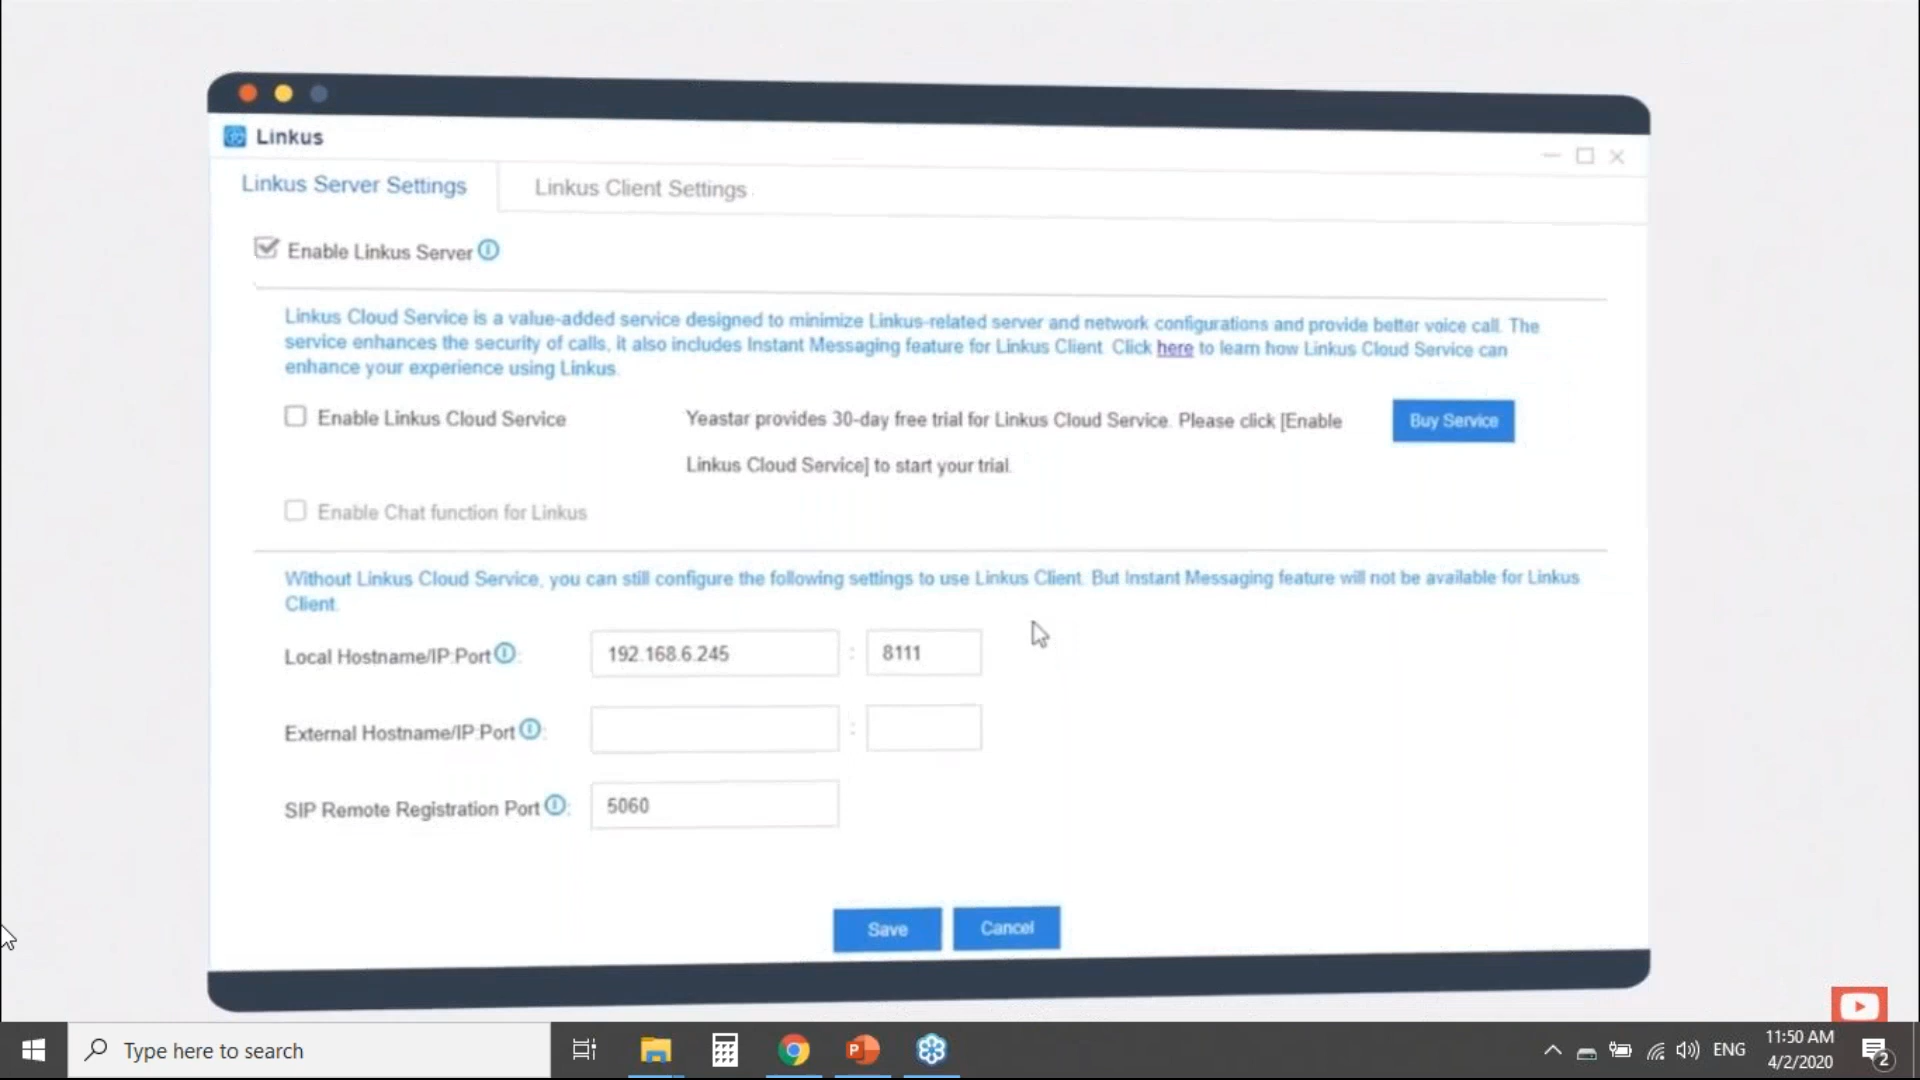 Linkus
Linkus Server Settings
Linkus Client Settings
Enable Linkus Server
Linkus Cloud Service is a value-added service designed to minimize Linkus-related server and network configurations and provide better voice call. The
service enhances the security of calls, it also includes Instant Messaging feature for Linkus Client. Click here to learn how Linkus Cloud Service can
enhance your experience using Linkus.
Enable Linkus Cloud Service
Yeastar provides 30-day free trial for Linkus Cloud Service. Please click [Enable
Linkus Cloud Service] to start your trial.
Buy Service
Enable Chat function for Linkus
Without Linkus Cloud Service, you can still configure the following settings to use Linkus Client. But Instant Messaging feature will not be available for Linkus
Client.
Local Hostname/IP:Port : 192.168.6.245 : 8111
External Hostname/IP:Port : :
SIP Remote Registration Port : 5060
Save
Cancel
Type here to search
P
ENG
11:50 AM
4/2/2020
2